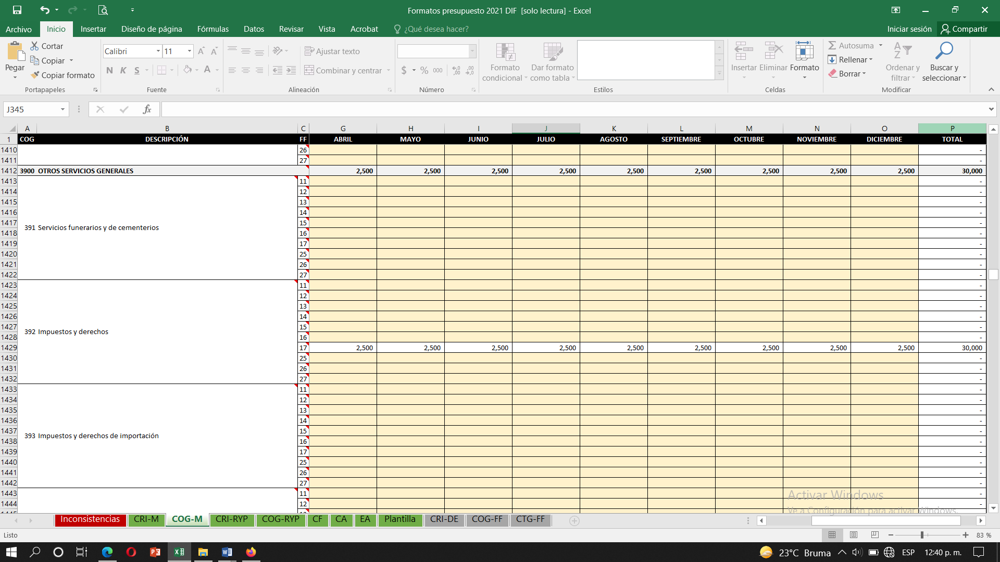 Formatos presupuesto 2021 DIF [solo lectura] - Excel
Archivo Inicio Insertar Diseño de página Fórmulas Datos Revisar Vista Acrobat ¿Qué desea hacer? Iniciar sesión Compartir
Pegar Cortar Copiar Copiar formato Portapapeles
Calibri 11 N K S Fuente
Ajustar texto Combinar y centrar Alineación
$ % 000 Número
Formato condicional Dar formato como tabla Estilos
Insertar Eliminar Formato Celdas
Autosuma Rellenar Borrar Ordenar y filtrar Buscar y seleccionar Modificar
J345 fx
A B C G H I J K L M N O P
1 COG DESCRIPCIÓN FF ABRIL MAYO JUNIO JULIO AGOSTO SEPTIEMBRE OCTUBRE NOVIEMBRE DICIEMBRE TOTAL
1410 26 -
1411 27 -
1412 3900 OTROS SERVICIOS GENERALES 2,500 2,500 2,500 2,500 2,500 2,500 2,500 2,500 2,500 30,000
1413 11 -
1414 12 -
1415 13 -
1416 14 -
1417 15 -
391 Servicios funerarios y de cementerios
1418 16 -
1419 17 -
1420 25 -
1421 26 -
1422 27 -
1423 11 -
1424 12 -
1425 13 -
1426 14 -
1427 15 -
392 Impuestos y derechos
1428 16 -
1429 17 2,500 2,500 2,500 2,500 2,500 2,500 2,500 2,500 2,500 30,000
1430 25 -
1431 26 -
1432 27 -
1433 11 -
1434 12 -
1435 13 -
1436 14 -
1437 15 -
393 Impuestos y derechos de importación
1438 16 -
1439 17 -
1440 25 -
1441 26 -
1442 27 -
1443 11 -
1444 12 -
Activar Windows
Ve a Configuración para activar Windows.
Inconsistencias CRI-M COG-M CRI-RYP COG-RYP CF CA EA Plantilla CRI-DE COG-FF CTG-FF
Listo 83 %
23°C Bruma ESP 12:40 p. m.